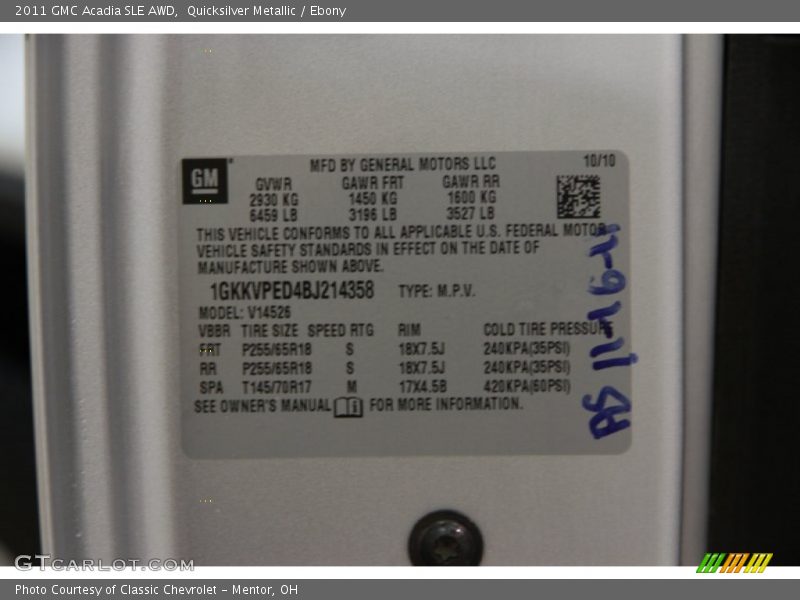 2011 GMC Acadia SLE AWD,  Quicksilver Metallic / Ebony
GM
MFD BY GENERAL MOTORS LLC
10/10
GVWR GAWR FRT GAWR RR
2930 KG 1450 KG 1600 KG
6459 LB 3196 LB 3527 LB
THIS VEHICLE CONFORMS TO ALL APPLICABLE U.S. FEDERAL MOTOR
VEHICLE SAFETY STANDARDS IN EFFECT ON THE DATE OF
MANUFACTURE SHOWN ABOVE.
1GKKVPED4BJ214358 TYPE: M.P.V.
MODEL: V14526
VBBR TIRE SIZE SPEED RTG RIM COLD TIRE PRESSURE
FRT P255/65R18 S 18X7.5J 240KPA(35PSI)
RR P255/65R18 S 18X7.5J 240KPA(35PSI)
SPA T145/70R17 M 17X4.5B 420KPA(60PSI)
SEE OWNER'S MANUAL FOR MORE INFORMATION.
GTCARLOT.COM
Photo Courtesy of Classic Chevrolet - Mentor, OH